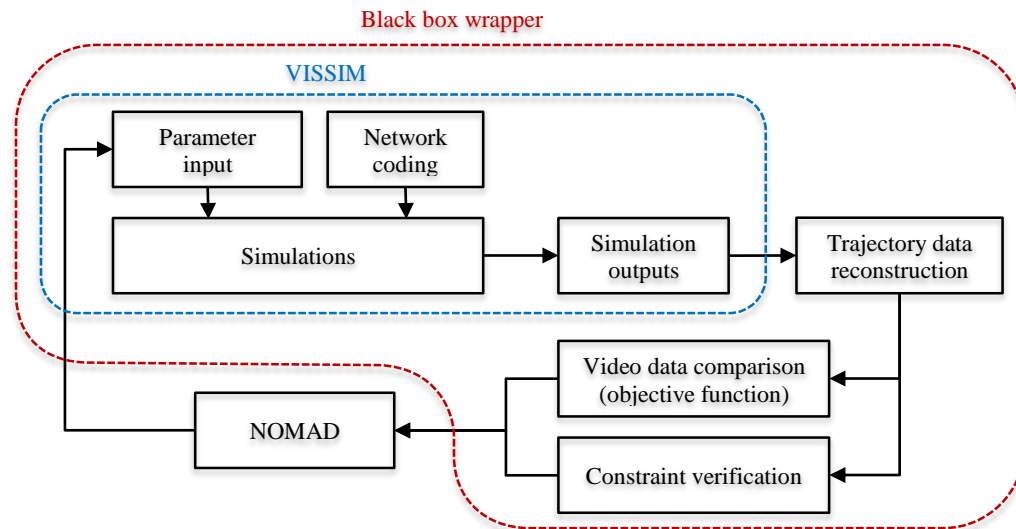 Black box wrapper
VISSIM
Parameter
input
Network
coding
Simulations
Simulation
outputs
Trajectory data
reconstruction
Video data comparison
(objective function)
NOMAD
Constraint verification